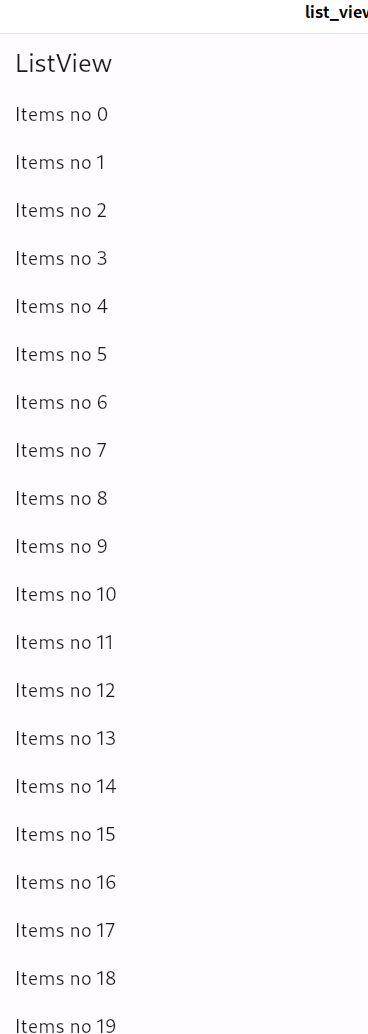 list_view
ListView
Items no 0
Items no 1
Items no 2
Items no 3
Items no 4
Items no 5
Items no 6
Items no 7
Items no 8
Items no 9
Items no 10
Items no 11
Items no 12
Items no 13
Items no 14
Items no 15
Items no 16
Items no 17
Items no 18
Items no 19